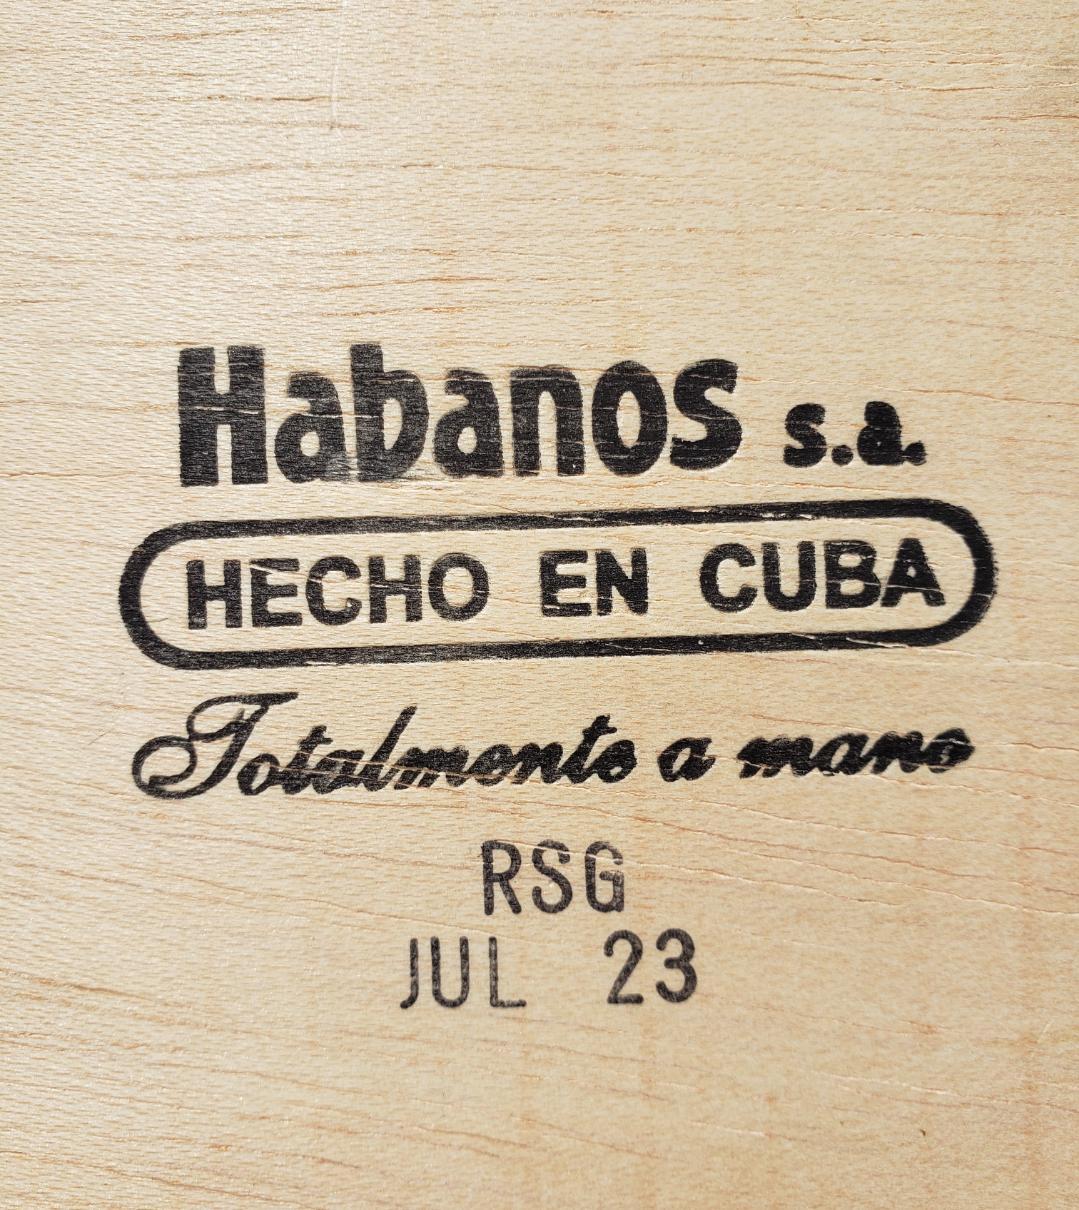 Habanos s.a.
HECHO EN CUBA
Totalmente a mano
RSG
JUL 23